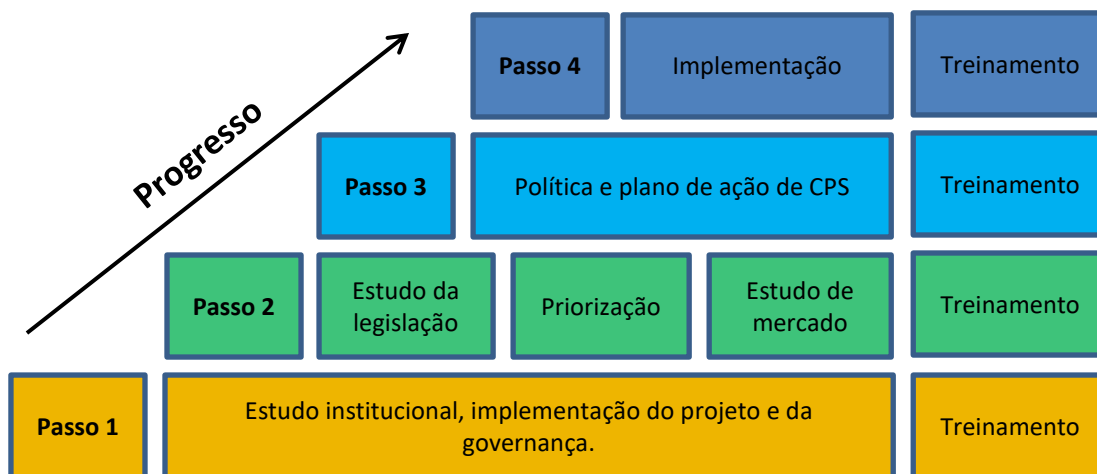 Progresso
Passo 4
Implementação
Treinamento
Passo 3
Política e plano de ação de CPS
Treinamento
Passo 2
Estudo da
legislação
Priorização
Estudo de
mercado
Treinamento
Passo 1
Estudo institucional, implementação do projeto e da
governança.
Treinamento